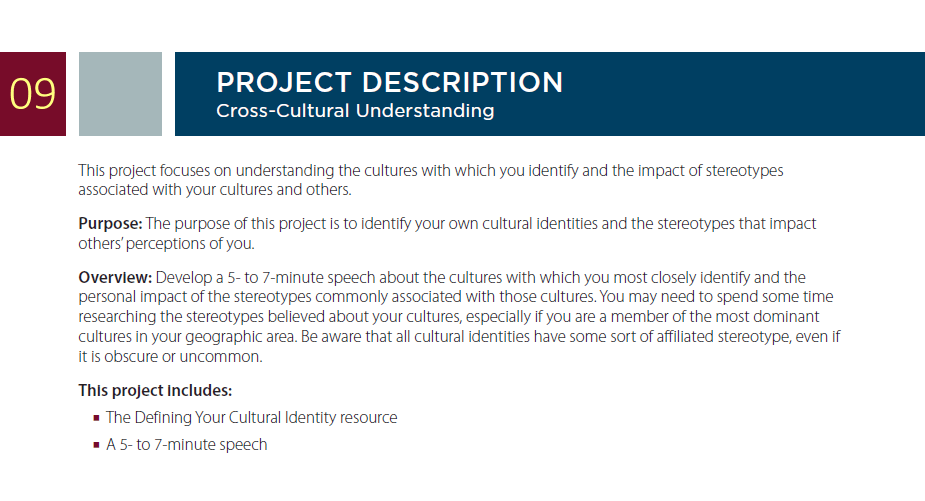 09
PROJECT DESCRIPTION
Cross-Cultural Understanding
This project focuses on understanding the cultures with which you identify and the impact of stereotypes
associated with your cultures and others.
Purpose: The purpose of this project is to identify your own cultural identities and the stereotypes that impact
others’ perceptions of you.
Overview: Develop a 5- to 7-minute speech about the cultures with which you most closely identify and the
personal impact of the stereotypes commonly associated with those cultures. You may need to spend some time
researching the stereotypes believed about your cultures, especially if you are a member of the most dominant
cultures in your geographic area. Be aware that all cultural identities have some sort of affiliated stereotype, even if
it is obscure or uncommon.
This project includes:
▪ The Defining Your Cultural Identity resource
▪ A 5- to 7-minute speech